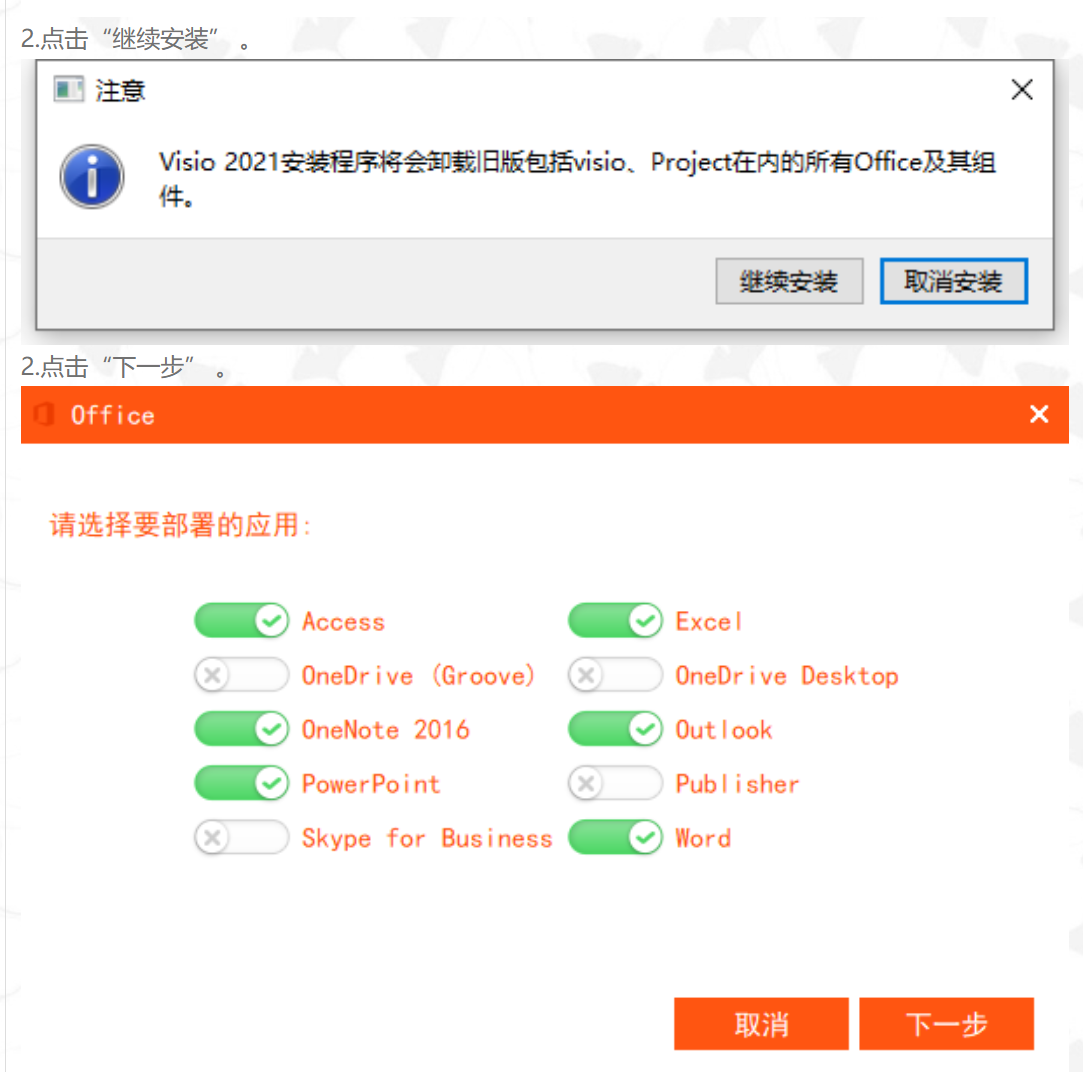 2.点击“继续安装” 。
注意
Visio 2021安装程序将会卸载旧版包括visio、Project在内的所有Office及其组
件。
继续安装 取消安装
2.点击“下一步” 。
Office
请选择要部署的应用:
Access Excel
OneDrive (Groove) OneDrive Desktop
OneNote 2016 Outlook
PowerPoint Publisher
Skype for Business Word
取消 下一步